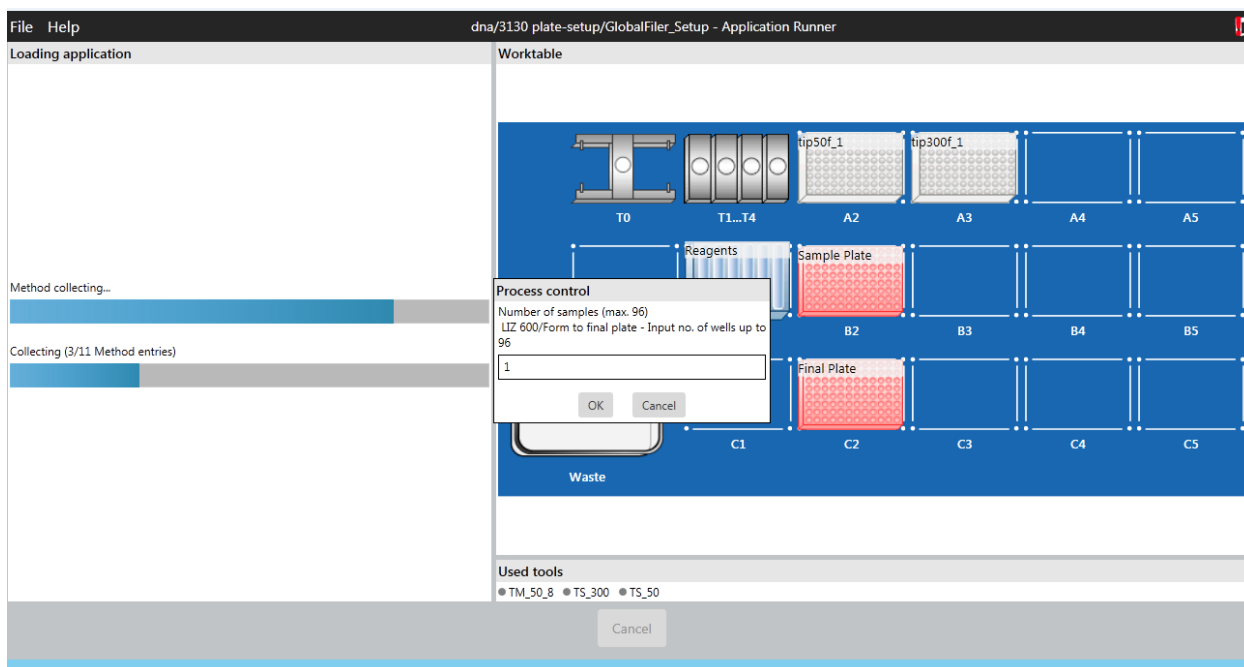 File Help
dna/3130 plate-setup/GlobalFiler_Setup - Application Runner
Loading application
Worktable
tip50f_1
tip300f_1
T0
T1...T4
A2
A3
A4
A5
Reagents
Sample Plate
Method collecting...
Process control
Number of samples (max. 96)
LIZ 600/Form to final plate - Input no. of wells up to
96
B2
B3
B4
B5
Collecting (3/11 Method entries)
1
Final Plate
OK
Cancel
C1
C2
C3
C4
C5
Waste
Used tools
TM_50_8
TS_300
TS_50
Cancel